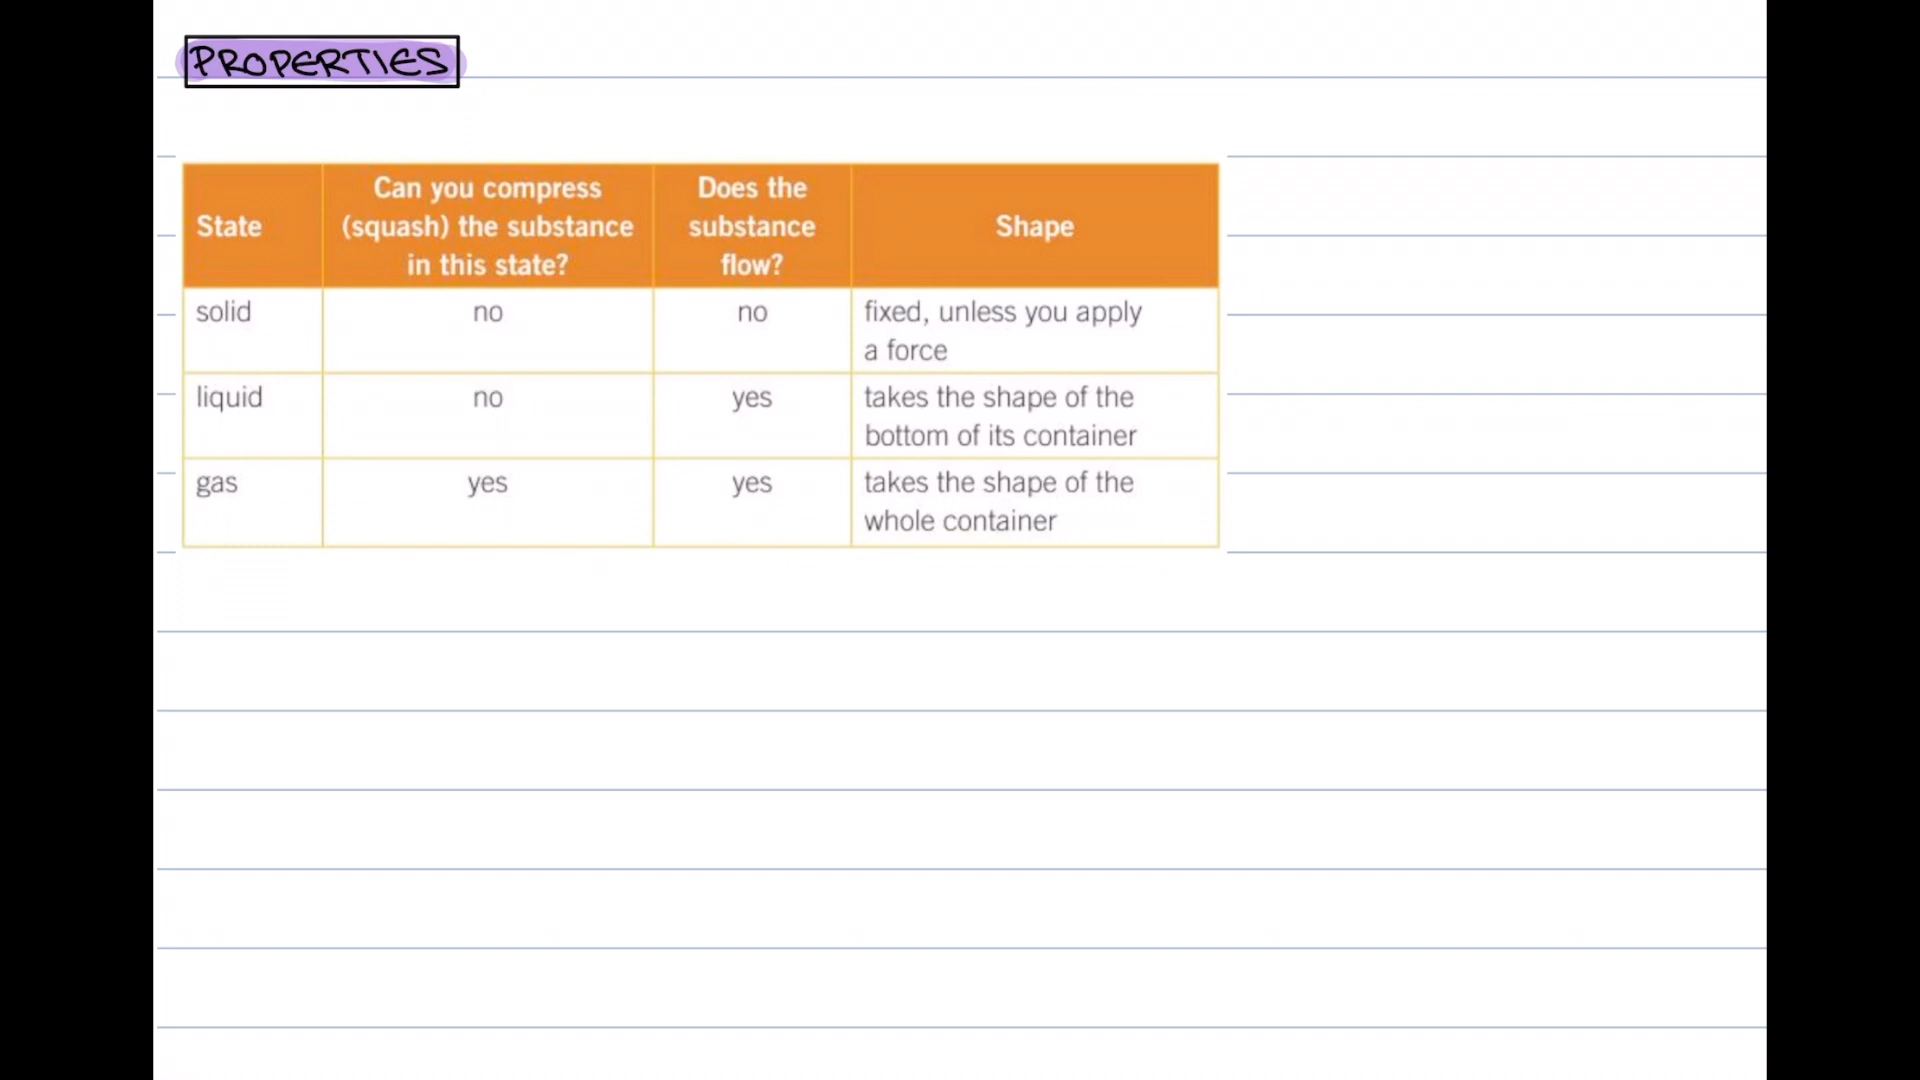 PROPERTIES
State
Can you compress
(squash) the substance
in this state?
Does the
substance
flow?
Shape
solid
no
no
fixed, unless you apply
a force
liquid
no
yes
takes the shape of the
bottom of its container
gas
yes
yes
takes the shape of the
whole container